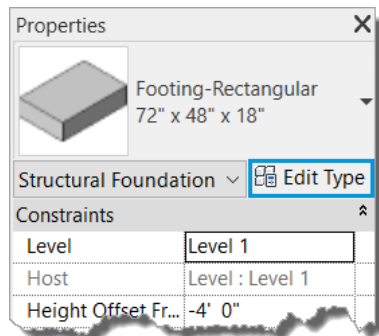 Properties
Footing-Rectangular
72" x 48" x 18"
Structural Foundation Edit Type
Constraints
Level Level 1
Host Level : Level 1
Height Offset Fr... -4' 0"